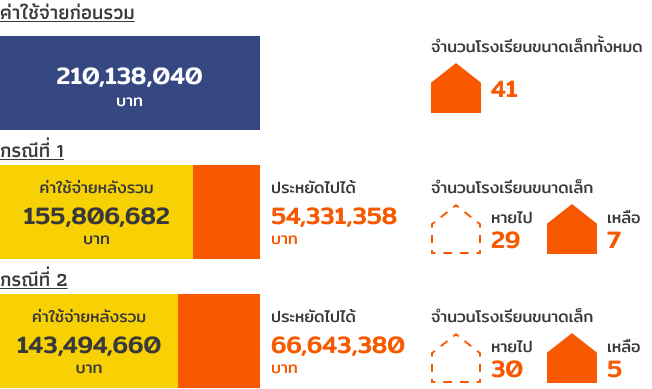 ค่าใช้จ่ายก่อนรวม
210,138,040
บาท
จำนวนโรงเรียนขนาดเล็กทั้งหมด
41
กรณีที่ 1
ค่าใช้จ่ายหลังรวม
155,806,682
บาท
ประหยัดไปได้
54,331,358
บาท
จำนวนโรงเรียนขนาดเล็ก
หายไป
29
เหลือ
7
กรณีที่ 2
ค่าใช้จ่ายหลังรวม
143,494,660
บาท
ประหยัดไปได้
66,643,380
บาท
จำนวนโรงเรียนขนาดเล็ก
หายไป
30
เหลือ
5